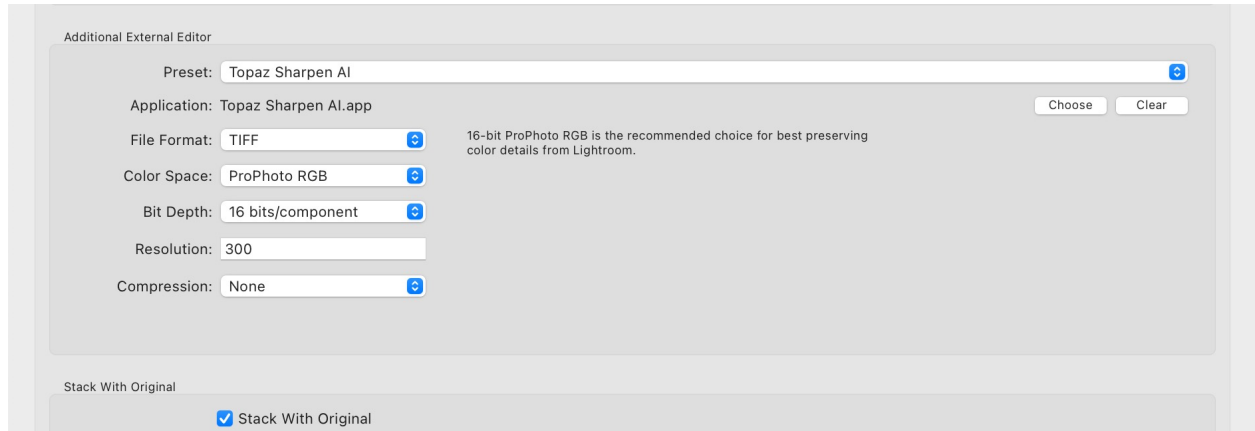 Additional External Editor
Preset: Topaz Sharpen AI
Application: Topaz Sharpen AI.app Choose Clear
File Format: TIFF 16-bit ProPhoto RGB is the recommended choice for best preserving
color details from Lightroom.
Color Space: ProPhoto RGB
Bit Depth: 16 bits/component
Resolution: 300
Compression: None
Stack With Original
Stack With Original